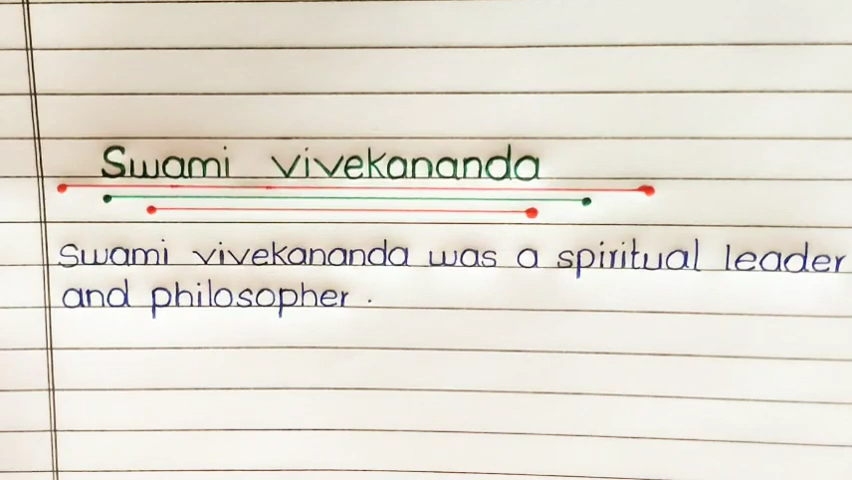 Swami vivekananda
Swami vivekananda was a spiritual leader
and philosopher.